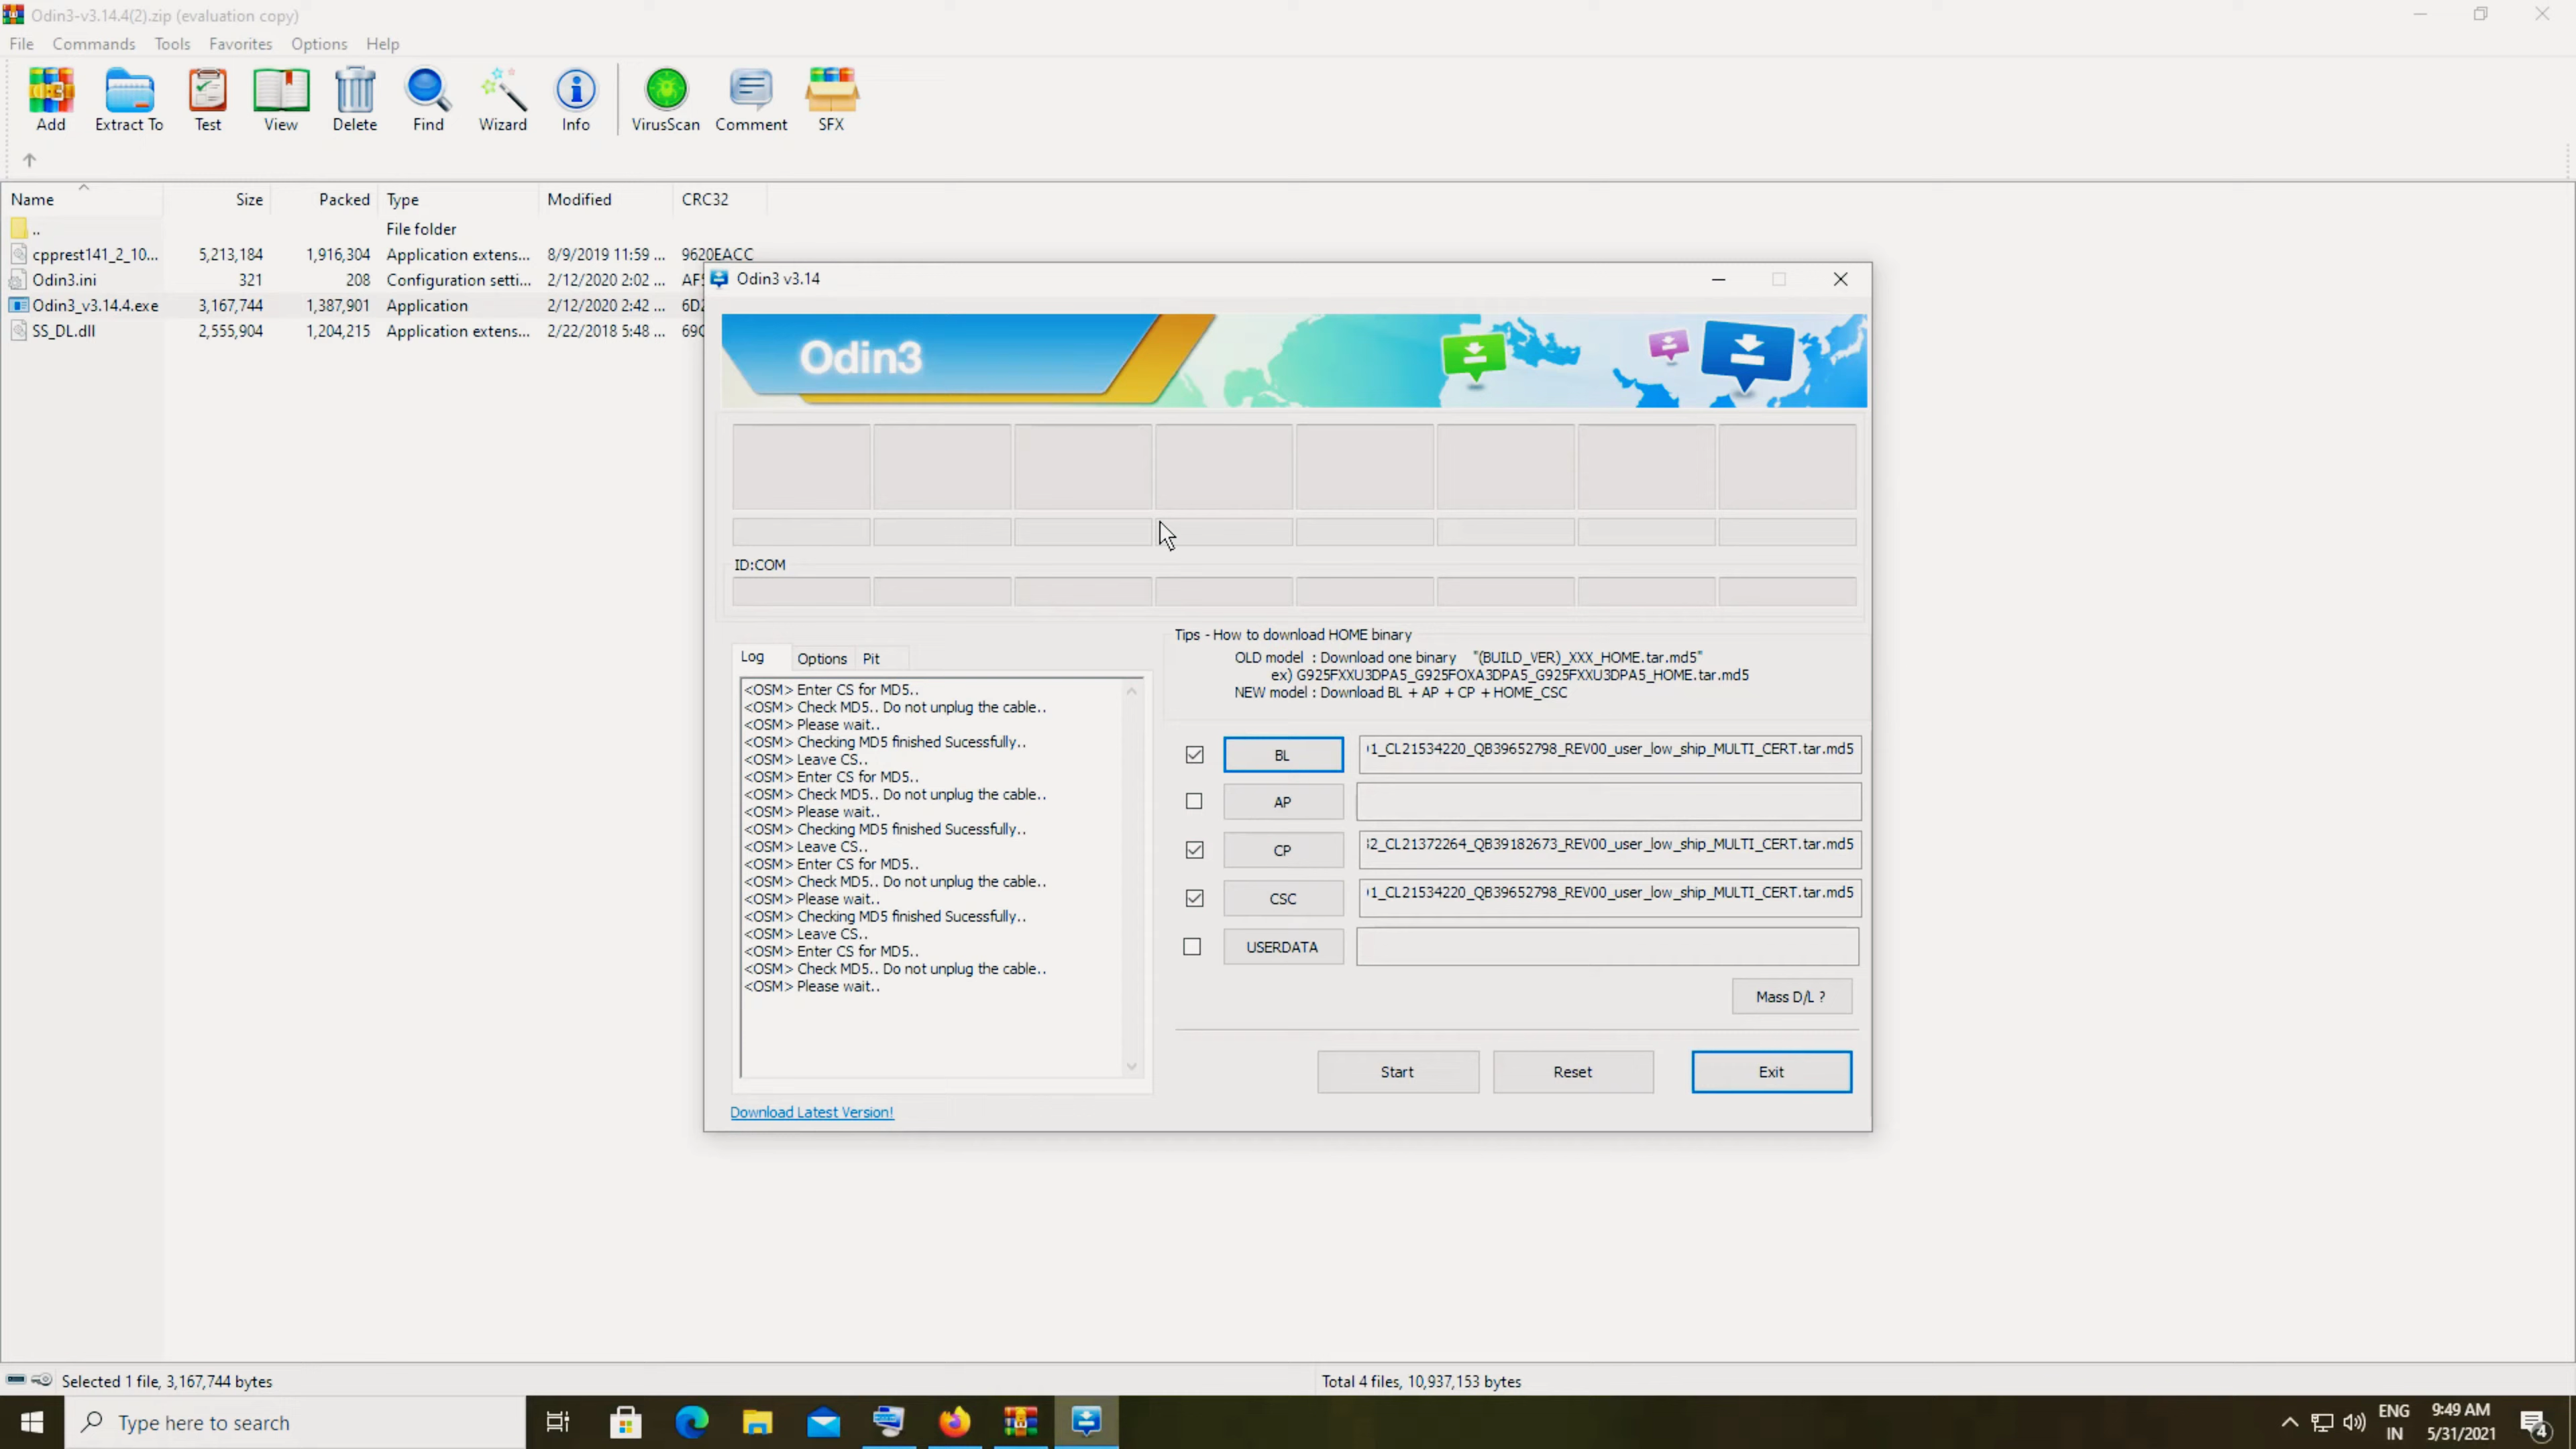 Odin3-v3.14.4(2).zip (evaluation copy)
File Commands Tools Favorites Options Help
Add Extract To Test View Delete Find Wizard Info VirusScan Comment SFX
Name Size Packed Type Modified CRC32
.. File folder
cpprest141_2_10... 5,213,184 1,916,304 Application extens... 8/9/2019 11:59 ... 9620EACC
Odin3.ini 321 208 Configuration setti... 2/12/2020 2:02 ...
Odin3_v3.14.4.exe 3,167,744 1,387,901 Application 2/12/2020 2:42 ...
SS_DL.dll 2,555,904 1,204,215 Application extens... 2/22/2018 5:48 ...
Odin3 v3.14
Odin3
ID:COM
Log Options Pit
<OSM> Enter CS for MD5..
<OSM> Check MD5.. Do not unplug the cable..
<OSM> Please wait..
<OSM> Checking MD5 finished Sucessfully..
<OSM> Leave CS..
<OSM> Enter CS for MD5..
<OSM> Check MD5.. Do not unplug the cable..
<OSM> Please wait..
<OSM> Checking MD5 finished Sucessfully..
<OSM> Leave CS..
<OSM> Enter CS for MD5..
<OSM> Check MD5.. Do not unplug the cable..
<OSM> Please wait..
<OSM> Checking MD5 finished Sucessfully..
<OSM> Leave CS..
<OSM> Enter CS for MD5..
<OSM> Check MD5.. Do not unplug the cable..
<OSM> Please wait..
Download Latest Version!
Tips - How to download HOME binary
OLD model : Download one binary "(BUILD_VER)_XXX_HOME.tar.md5"
ex) G925FXXU3DPA5_G925FOXA3DPA5_G925FXXU3DPA5_HOME.tar.md5
NEW model : Download BL + AP + CP + HOME_CSC
BL 1_CL21534220_QB39652798_REV00_user_low_ship_MULTI_CERT.tar.md5
AP
CP 2_CL21372264_QB39182673_REV00_user_low_ship_MULTI_CERT.tar.md5
CSC 1_CL21534220_QB39652798_REV00_user_low_ship_MULTI_CERT.tar.md5
USERDATA
Mass D/L ?
Start Reset Exit
Selected 1 file, 3,167,744 bytes Total 4 files, 10,937,153 bytes
Type here to search
ENG
IN
9:49 AM
5/31/2021
4